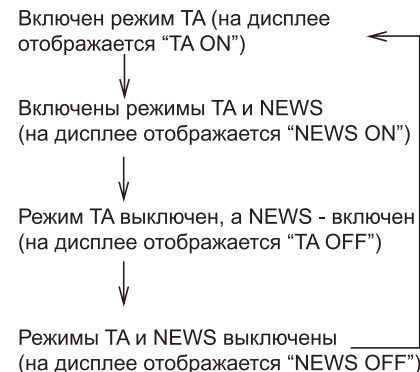 Включен режим TA (на дисплее
отображается “TA ON”)
Включены режимы TA и NEWS
(на дисплее отображается “NEWS ON”)
Режим TA выключен, а NEWS - включен
(на дисплее отображается “TA OFF”)
Режимы TA и NEWS выключены
(на дисплее отображается “NEWS OFF”)